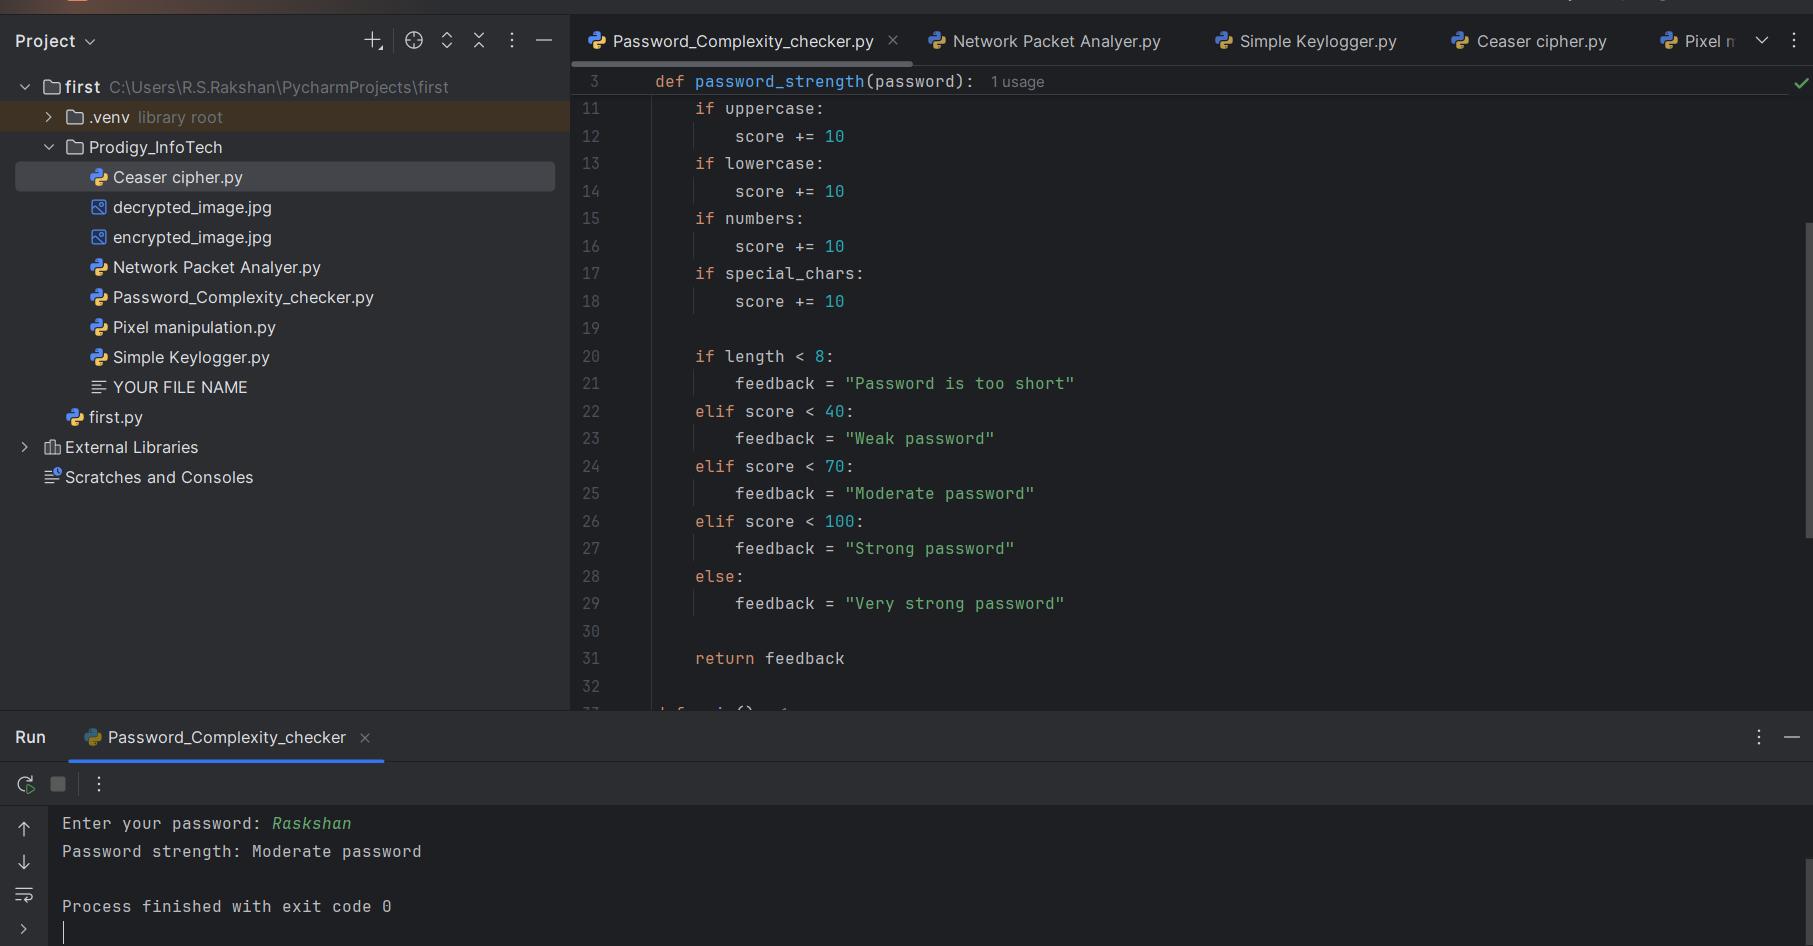 Project
first C:\Users\R.S.Rakshan\PycharmProjects\first
.venv library root
Prodigy_InfoTech
Ceaser cipher.py
decrypted_image.jpg
encrypted_image.jpg
Network Packet Analyer.py
Password_Complexity_checker.py
Pixel manipulation.py
Simple Keylogger.py
YOUR FILE NAME
first.py
External Libraries
Scratches and Consoles
Password_Complexity_checker.py Network Packet Analyer.py Simple Keylogger.py Ceaser cipher.py Pixel
3 def password_strength(password): 1 usage
11 if uppercase:
12 score += 10
13 if lowercase:
14 score += 10
15 if numbers:
16 score += 10
17 if special_chars:
18 score += 10
19
20 if length < 8:
21 feedback = "Password is too short"
22 elif score < 40:
23 feedback = "Weak password"
24 elif score < 70:
25 feedback = "Moderate password"
26 elif score < 100:
27 feedback = "Strong password"
28 else:
29 feedback = "Very strong password"
30
31 return feedback
32
Run Password_Complexity_checker
Enter your password: Raskshan
Password strength: Moderate password
Process finished with exit code 0